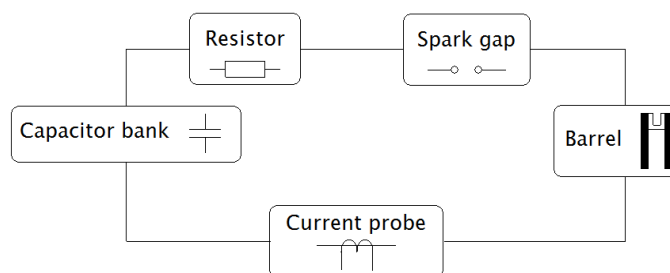 Resistor
Spark gap
Capacitor bank
Barrel
Current probe